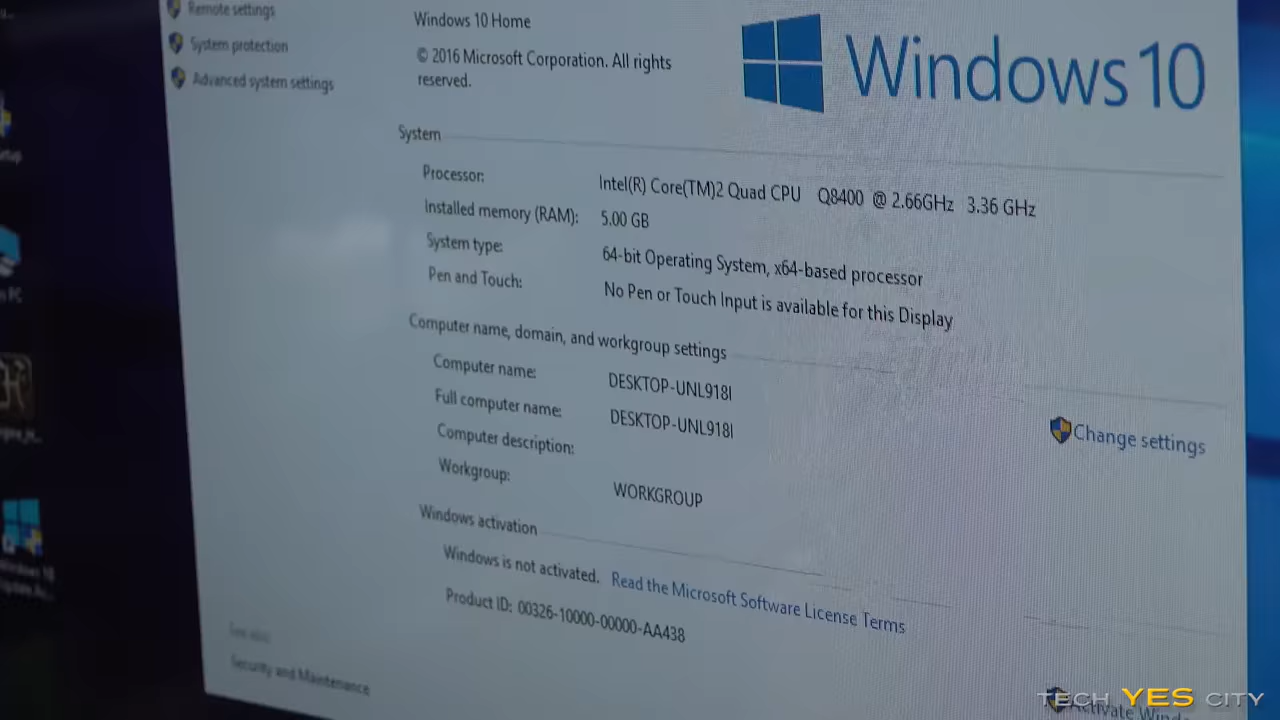 Remote settings
System protection
Advanced system settings
Windows 10 Home
© 2016 Microsoft Corporation. All rights
reserved.
Windows 10
System
Processor: Intel(R) Core(TM)2 Quad CPU Q8400 @ 2.66GHz 3.36 GHz
Installed memory (RAM): 5.00 GB
System type: 64-bit Operating System, x64-based processor
Pen and Touch: No Pen or Touch Input is available for this Display
Computer name, domain, and workgroup settings
Computer name: DESKTOP-UNL918I
Full computer name: DESKTOP-UNL918I
Computer description:
Workgroup: WORKGROUP
Change settings
Windows activation
Windows is not activated. Read the Microsoft Software License Terms
Product ID: 00326-10000-00000-AA438
See also
Security and Maintenance
Activate
TECH YES CITY